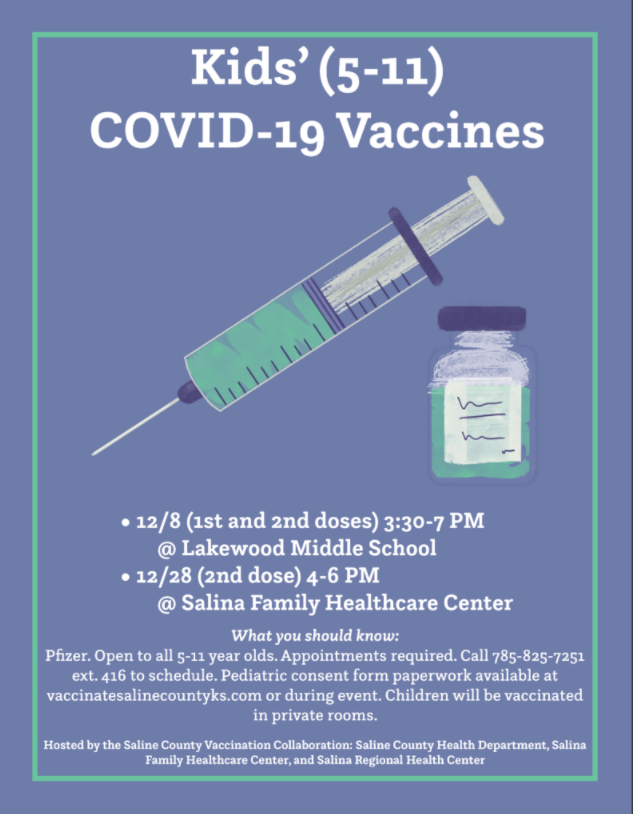 Kids’ (5-11)
COVID-19 Vaccines
• 12/8 (1st and 2nd doses) 3:30-7 PM
@ Lakewood Middle School
• 12/28 (2nd dose) 4-6 PM
@ Salina Family Healthcare Center
What you should know:
Pfizer. Open to all 5-11 year olds. Appointments required. Call 785-825-7251
ext. 416 to schedule. Pediatric consent form paperwork available at
vaccinatesalinecountyks.com or during event. Children will be vaccinated
in private rooms.
Hosted by the Saline County Vaccination Collaboration: Saline County Health Department, Salina
Family Healthcare Center, and Salina Regional Health Center